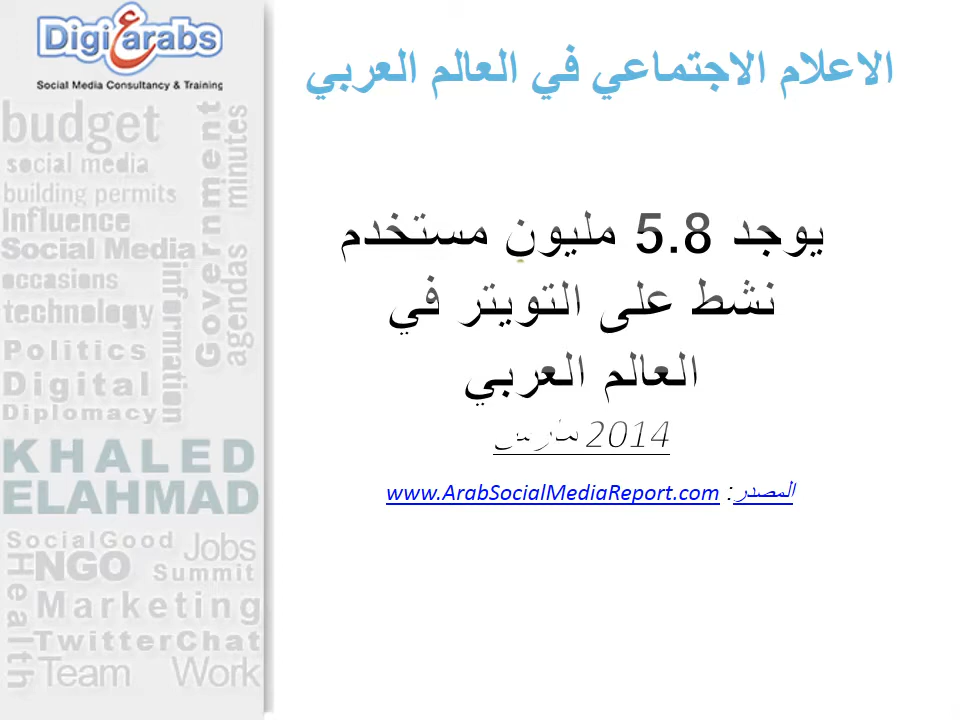 Digi عarabs
Social Media Consultancy & Training
الاعلام الاجتماعي في العالم العربي
يوجد 5.8 مليون مستخدم
نشط على التويتر في
العالم العربي
مارس 2014
المصدر: www.ArabSocialMediaReport.com
budget
social media
building permits
Influence
Social Media
occasions
technology
Politics
Digital
Diplomacy
Government
minutes
agendas
information
KHALED
ELAHMAD
SocialGood
Jobs
NGO
Summit
Health
Marketing
TwitterChat
Team Work